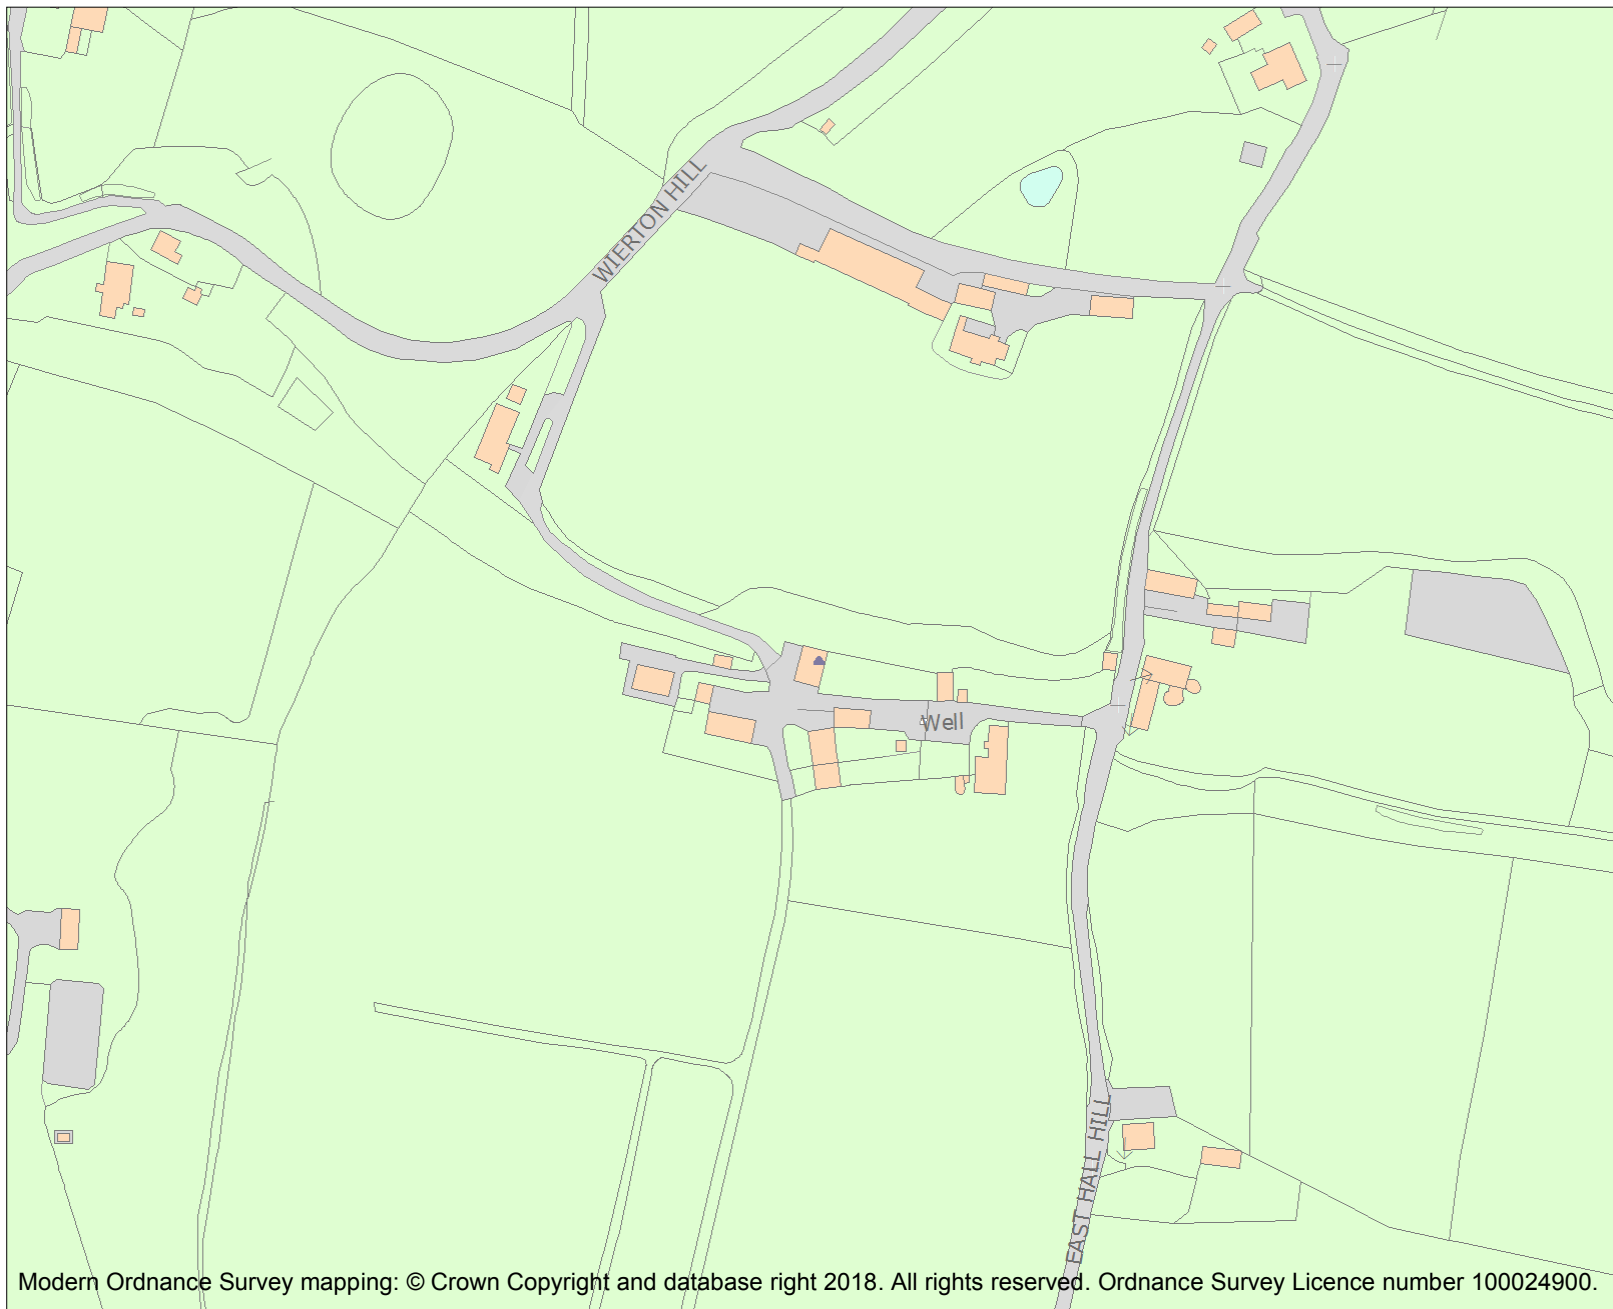 WIERTON HILL
Well
EAST HALL HILL
Modern Ordnance Survey mapping: © Crown Copyright and database right 2018. All rights reserved. Ordnance Survey Licence number 100024900.